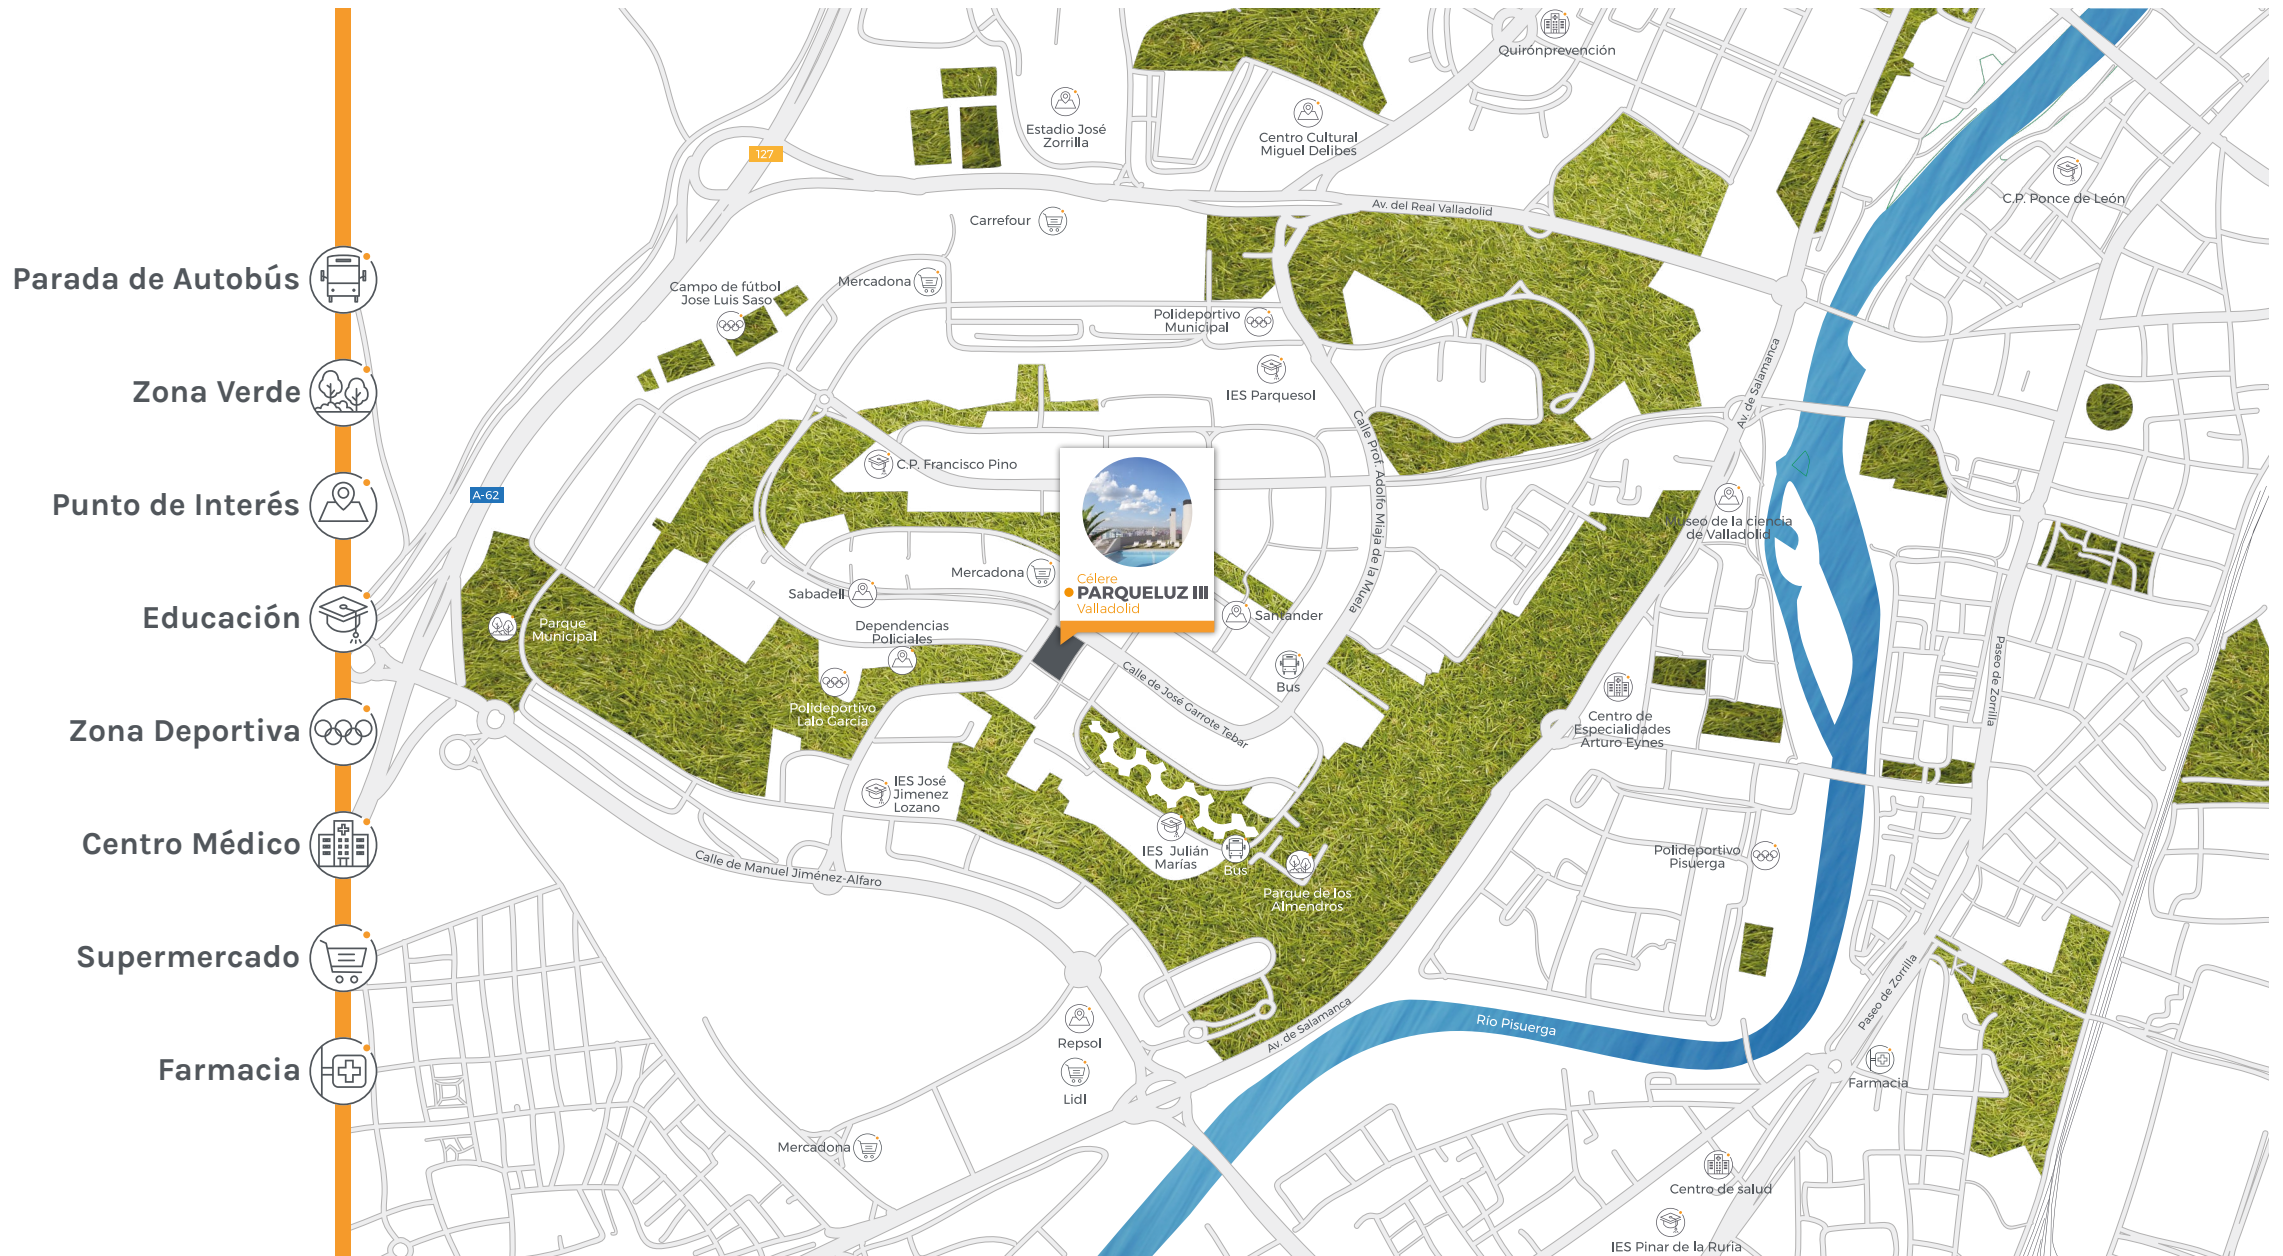 Parada de Autobús
Zona Verde
Punto de Interés
Educación
Zona Deportiva
Centro Médico
Supermercado
Farmacia
Quirónprevención
Estadio José
Zorrilla
Centro Cultural
Miguel Delibes
127
C.P. Ponce de León
Av. del Real Valladolid
Carrefour
Mercadona
Campo de fútbol
Jose Luis Saso
Polideportivo
Municipal
IES Parquesol
Av. de Salamanca
Calle Prof. Adolfo Miaja de la Muela
C.P. Francisco Pino
A-62
Museo de la ciencia
de Valladolid
Mercadona
Célere
PARQUELUZ III
Valladolid
Sabadell
Santander
Dependencias
Policiales
Parque
Municipal
Bus
Calle de José Garrote Tebar
Paseo de Zorrilla
Polideportivo
Lalo García
Centro de
Especialidades
Arturo Eynes
IES José
Jimenez
Lozano
IES Julián
Marías
Bus
Polideportivo
Pisuerga
Calle de Manuel Jiménez-Alfaro
Parque de los
Almendros
Paseo de Zorrilla
Av. de Salamanca
Río Pisuerga
Repsol
Lidl
Farmacia
Mercadona
Centro de salud
IES Pinar de la Ruria